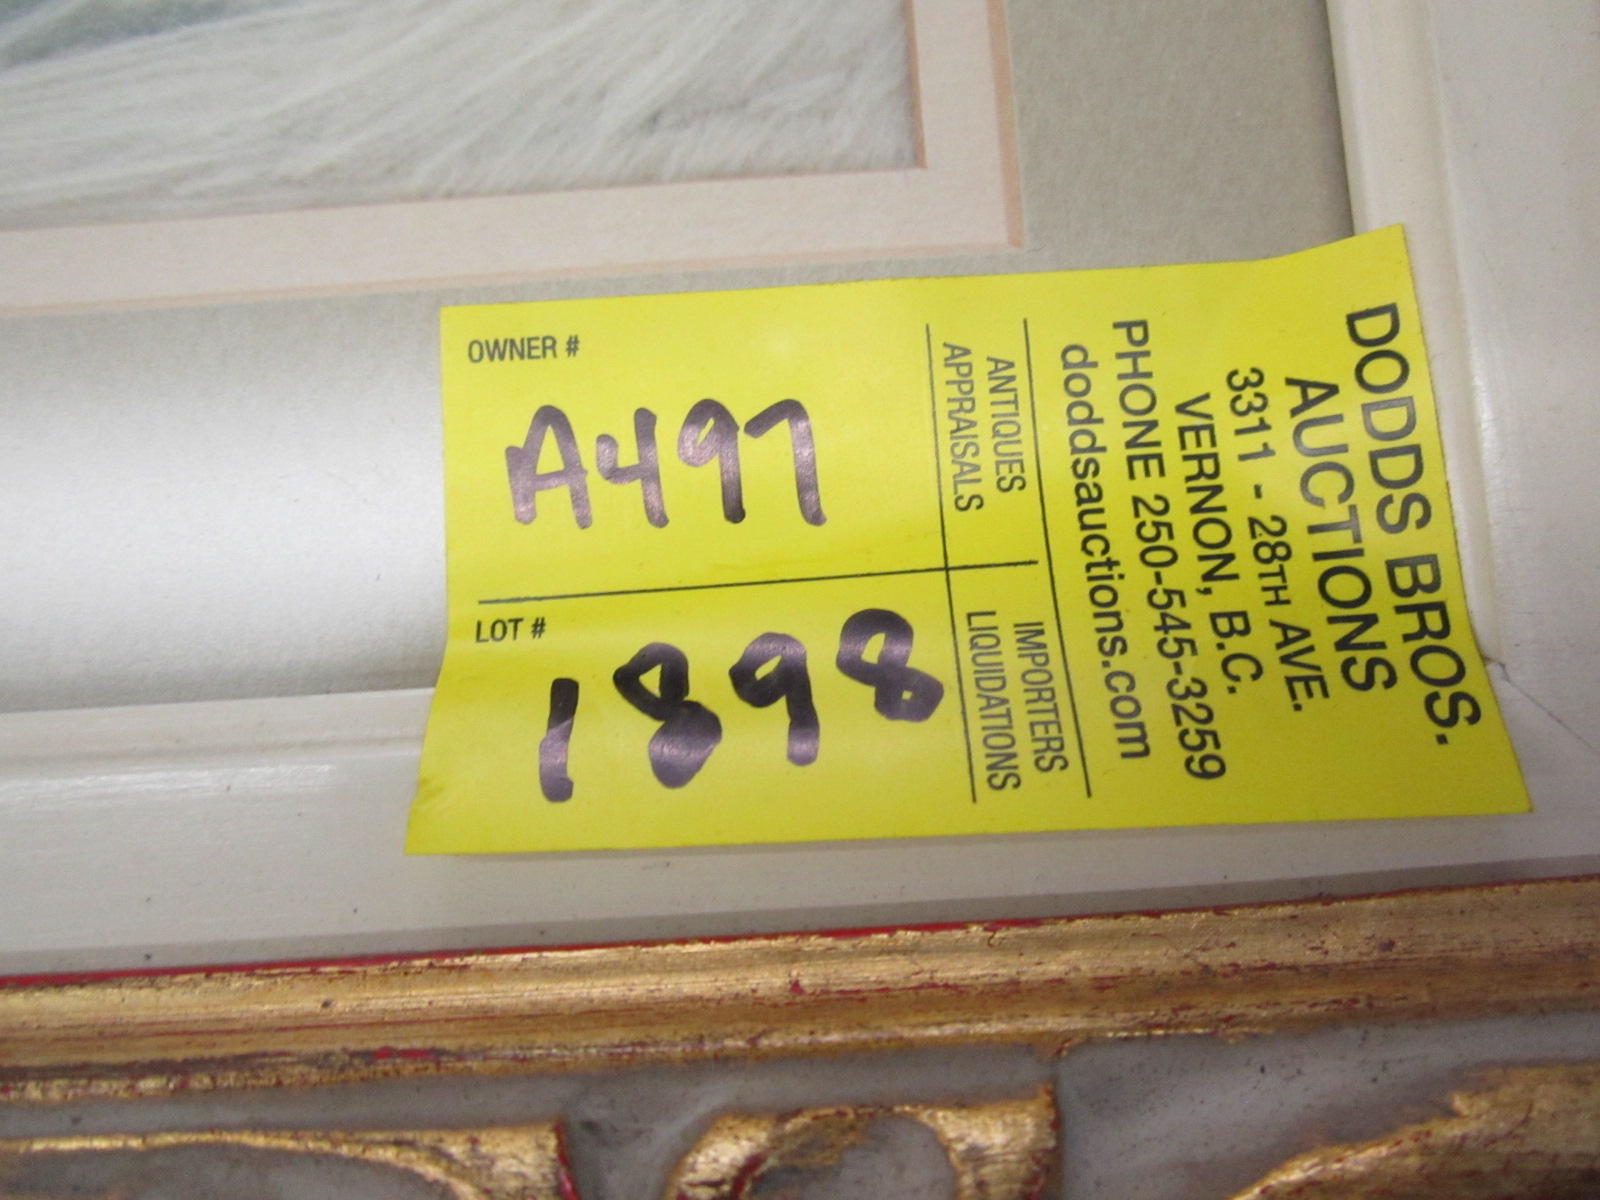 OWNER #
A497
LOT #
1898
DODDS BROS.
AUCTIONS
3311 - 28TH AVE.
VERNON, B.C.
PHONE 250-545-3259
doddsauctions.com
ANTIQUES IMPORTERS
APPRAISALS LIQUIDATIONS